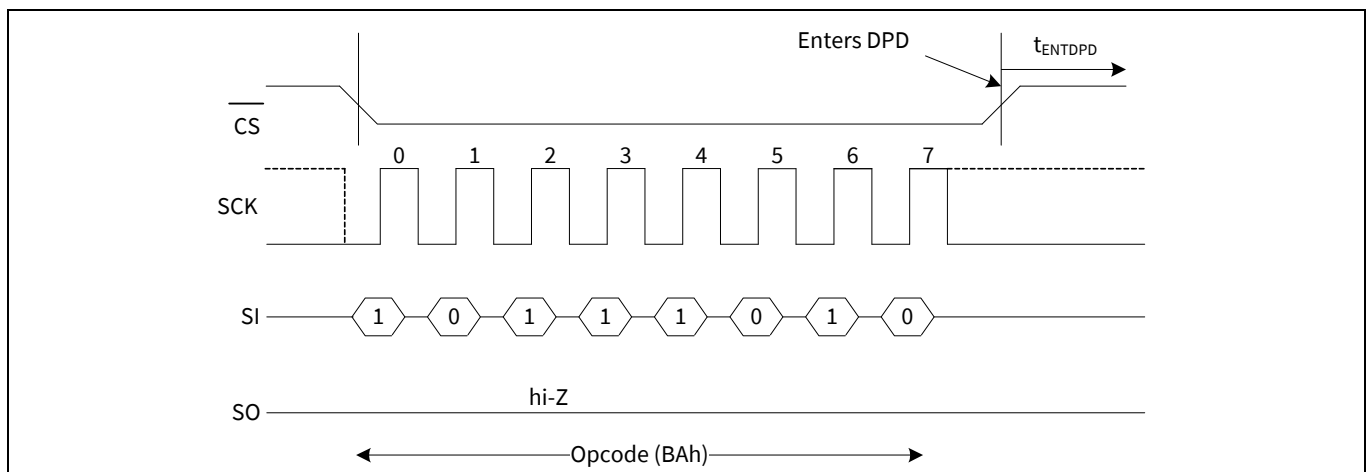 Enters DPD
tENTDPD
CS
0 1 2 3 4 5 6 7
SCK
SI
1 0 1 1 1 0 1 0
hi-Z
SO
Opcode (BAh)